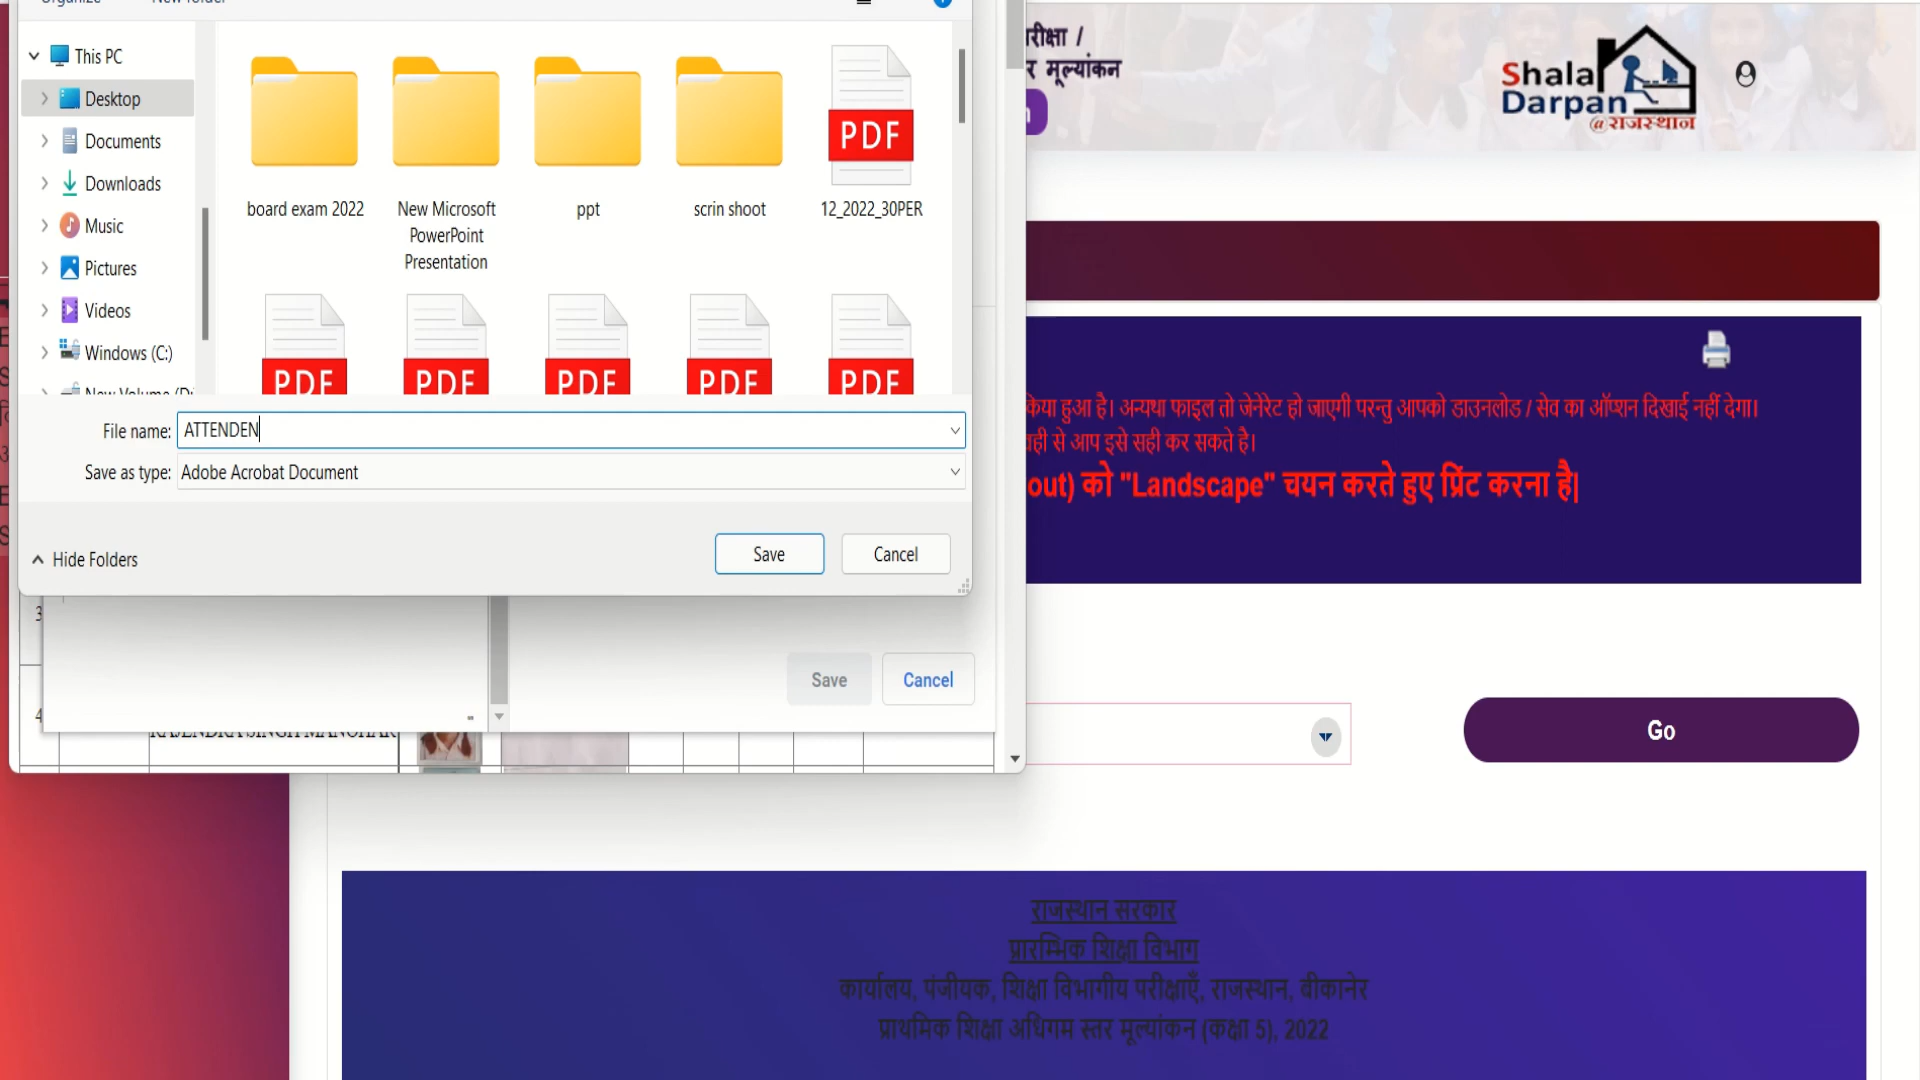 This PC
Desktop
Documents
Downloads
Music
Pictures
Videos
Windows (C:)
board exam 2022
New Microsoft
PowerPoint
Presentation
ppt
scrin shoot
PDF
12_2022_30PER
PDF
PDF
PDF
PDF
PDF
File name: ATTENDEN
Save as type: Adobe Acrobat Document
Hide Folders
Save
Cancel
Save
Cancel
3
4
मूल्यांकन
Shala
Darpan
@राजस्थान
किया हुआ है। अन्यथा फाइल तो जेनेरेट हो जाएगी परन्तु आपको डाउनलोड / सेव का ऑप्शन दिखाई नहीं देगा।
से आप इसे सही कर सकते है।
out) को "Landscape" चयन करते हुए प्रिंट करना है|
Go
राजस्थान सरकार
प्रारम्भिक शिक्षा विभाग
कार्यालय, पंजीयक, शिक्षा विभागीय परीक्षाएँ, राजस्थान, बीकानेर
प्राथमिक शिक्षा अधिगम स्तर मूल्यांकन (कक्षा 5), 2022